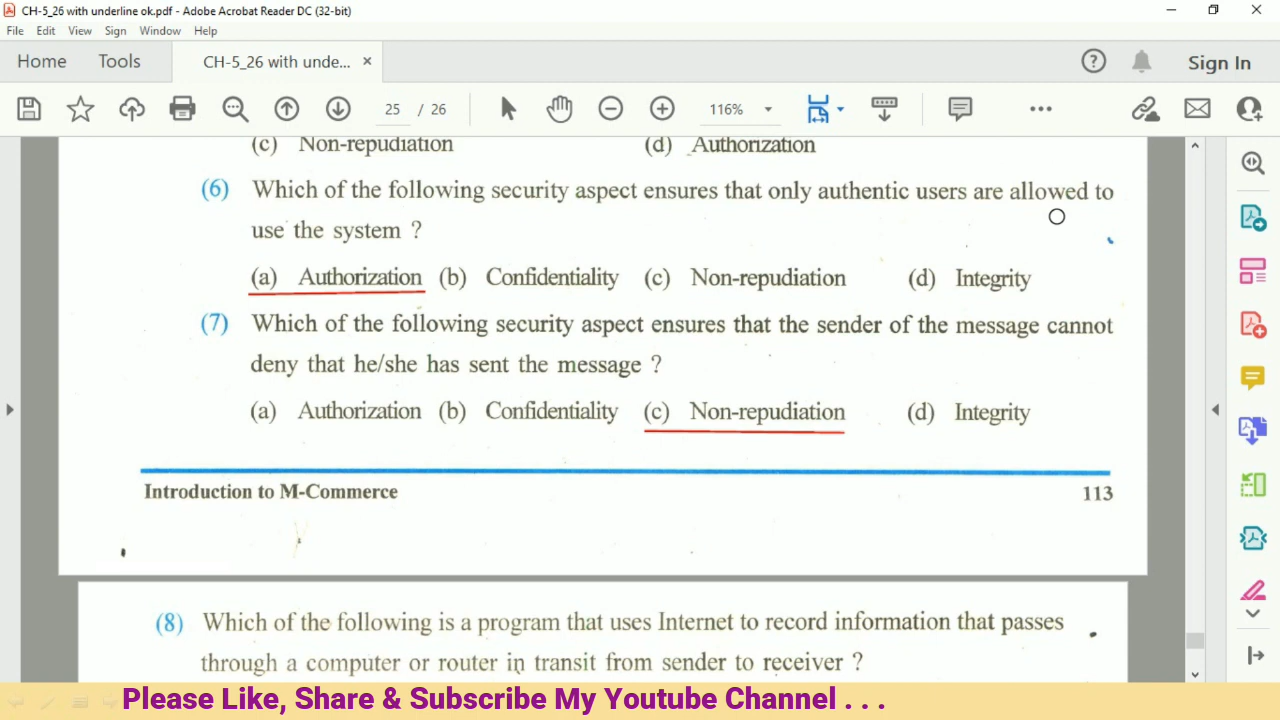 CH-5_26 with underline ok.pdf - Adobe Acrobat Reader DC (32-bit)
File Edit View Sign Window Help
Home Tools CH-5_26 with unde... × Sign In
25 / 26 116%
(c) Non-repudiation (d) Authorization
(6) Which of the following security aspect ensures that only authentic users are allowed to
use the system ?
(a) Authorization (b) Confidentiality (c) Non-repudiation (d) Integrity
(7) Which of the following security aspect ensures that the sender of the message cannot
deny that he/she has sent the message ?
(a) Authorization (b) Confidentiality (c) Non-repudiation (d) Integrity
Introduction to M-Commerce 113
(8) Which of the following is a program that uses Internet to record information that passes
through a computer or router in transit from sender to receiver ?
Please Like, Share & Subscribe My Youtube Channel . . .